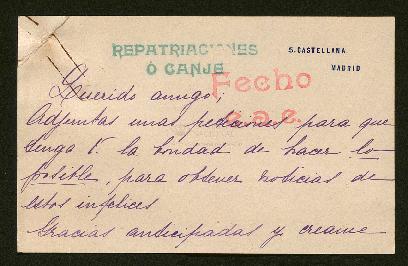 REPATRIACIONES
Ó CANJE
5. CASTELLANA
MADRID
Fecho
e.a.e.
Querido amigo;
Adjuntas unas peticiones para que
tenga V. la bondad de hacer lo
posible, para obtener noticias de
estos infelices
Gracias anticipadas y creame